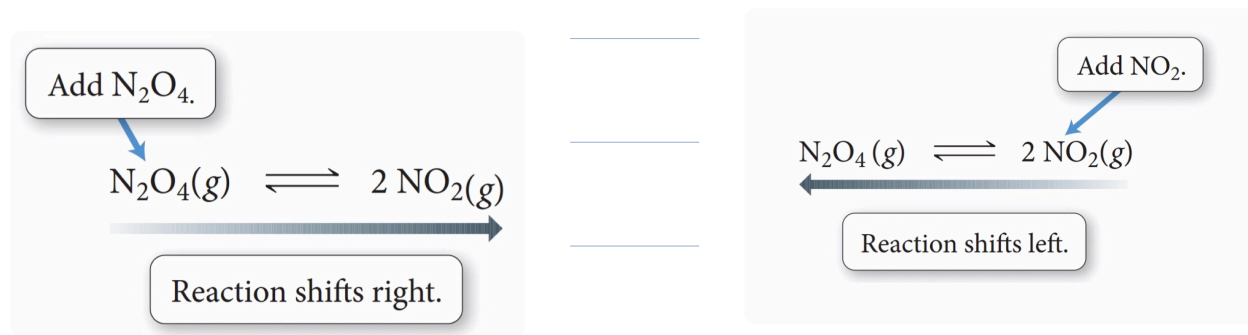 Add N₂O₄.
N₂O₄(g) ⇌ 2 NO₂(g)
Reaction shifts right.
Add NO₂.
N₂O₄ (g) ⇌ 2 NO₂(g)
Reaction shifts left.